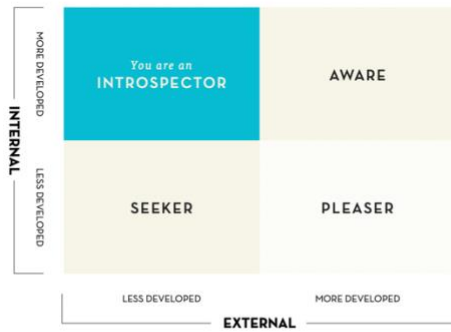 MORE DEVELOPED
You are an
INTROSPECTOR
AWARE
INTERNAL
LESS DEVELOPED
SEEKER
PLEASER
LESS DEVELOPED
MORE DEVELOPED
EXTERNAL